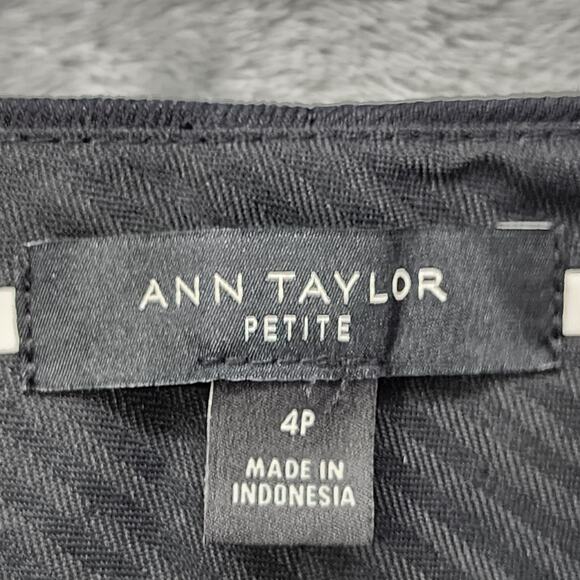 ANN TAYLOR
PETITE
4P
MADE IN
INDONESIA